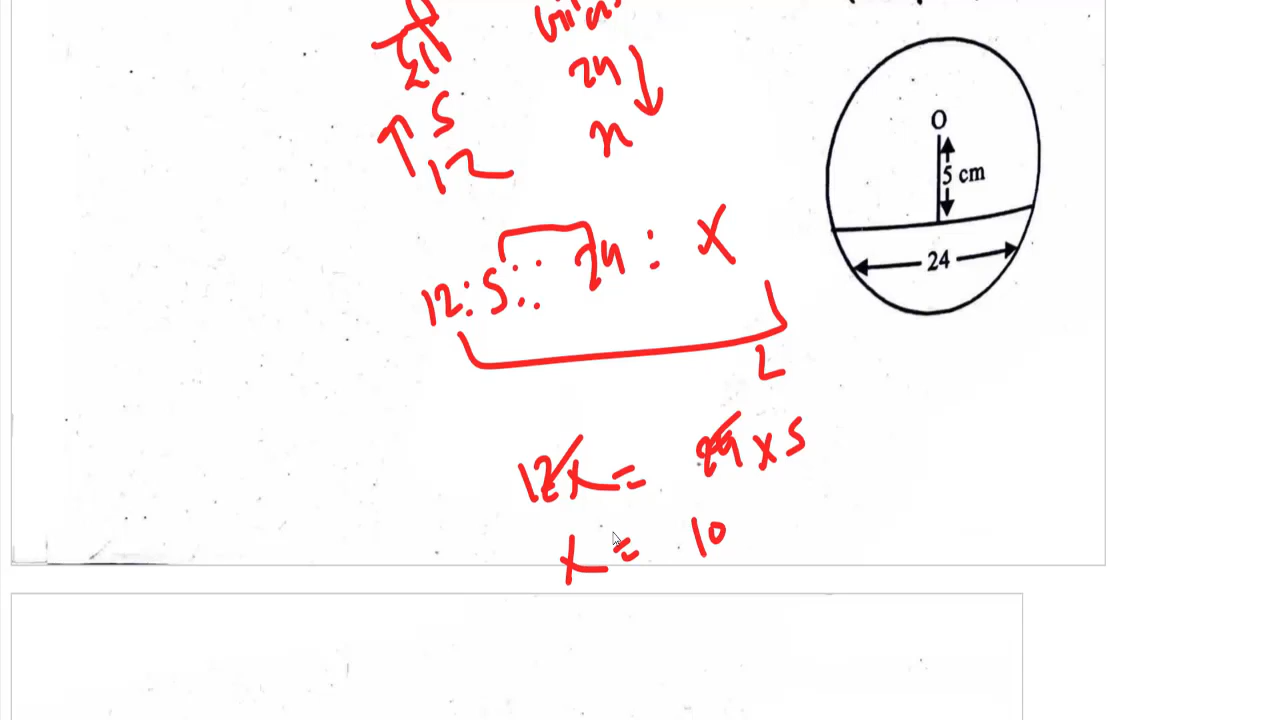 24
5
x
12
O
5 cm
12 : 5 :: 24 : x
24
2
12x = 24 x 5
x = 10